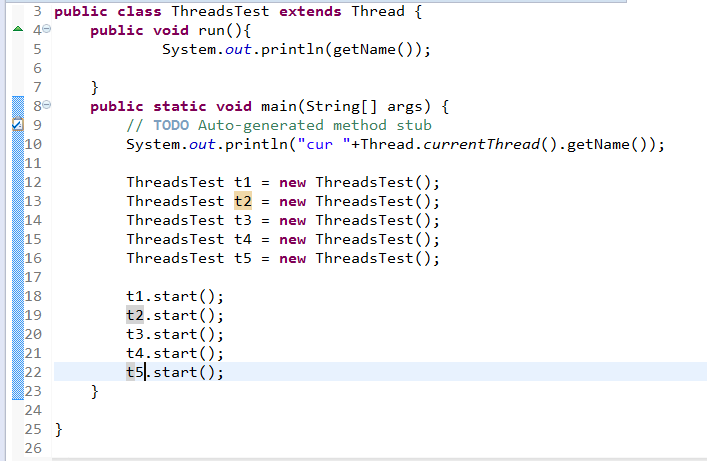 3 public class ThreadsTest extends Thread {
4 public void run(){
5 System.out.println(getName());
6
7 }
8 public static void main(String[] args) {
9 // TODO Auto-generated method stub
10 System.out.println("cur "+Thread.currentThread().getName());
11
12 ThreadsTest t1 = new ThreadsTest();
13 ThreadsTest t2 = new ThreadsTest();
14 ThreadsTest t3 = new ThreadsTest();
15 ThreadsTest t4 = new ThreadsTest();
16 ThreadsTest t5 = new ThreadsTest();
17
18 t1.start();
19 t2.start();
20 t3.start();
21 t4.start();
22 t5.start();
23 }
24
25 }
26